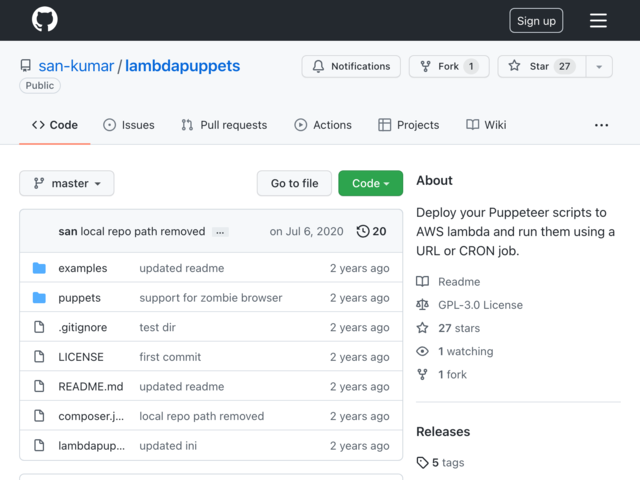 Sign up
san-kumar / lambdapuppets
Notifications
Fork 1
Star 27
Public
Code
Issues
Pull requests
Actions
Projects
Wiki
master
Go to file
Code
About
Deploy your Puppeteer scripts to
AWS lambda and run them using a
URL or CRON job.
san local repo path removed ... on Jul 6, 2020 20
examples updated readme 2 years ago
puppets support for zombie browser 2 years ago
.gitignore test dir 2 years ago
LICENSE first commit 2 years ago
README.md updated readme 2 years ago
composer.j... local repo path removed 2 years ago
lambdapup... updated ini 2 years ago
Readme
GPL-3.0 License
27 stars
1 watching
1 fork
Releases
5 tags